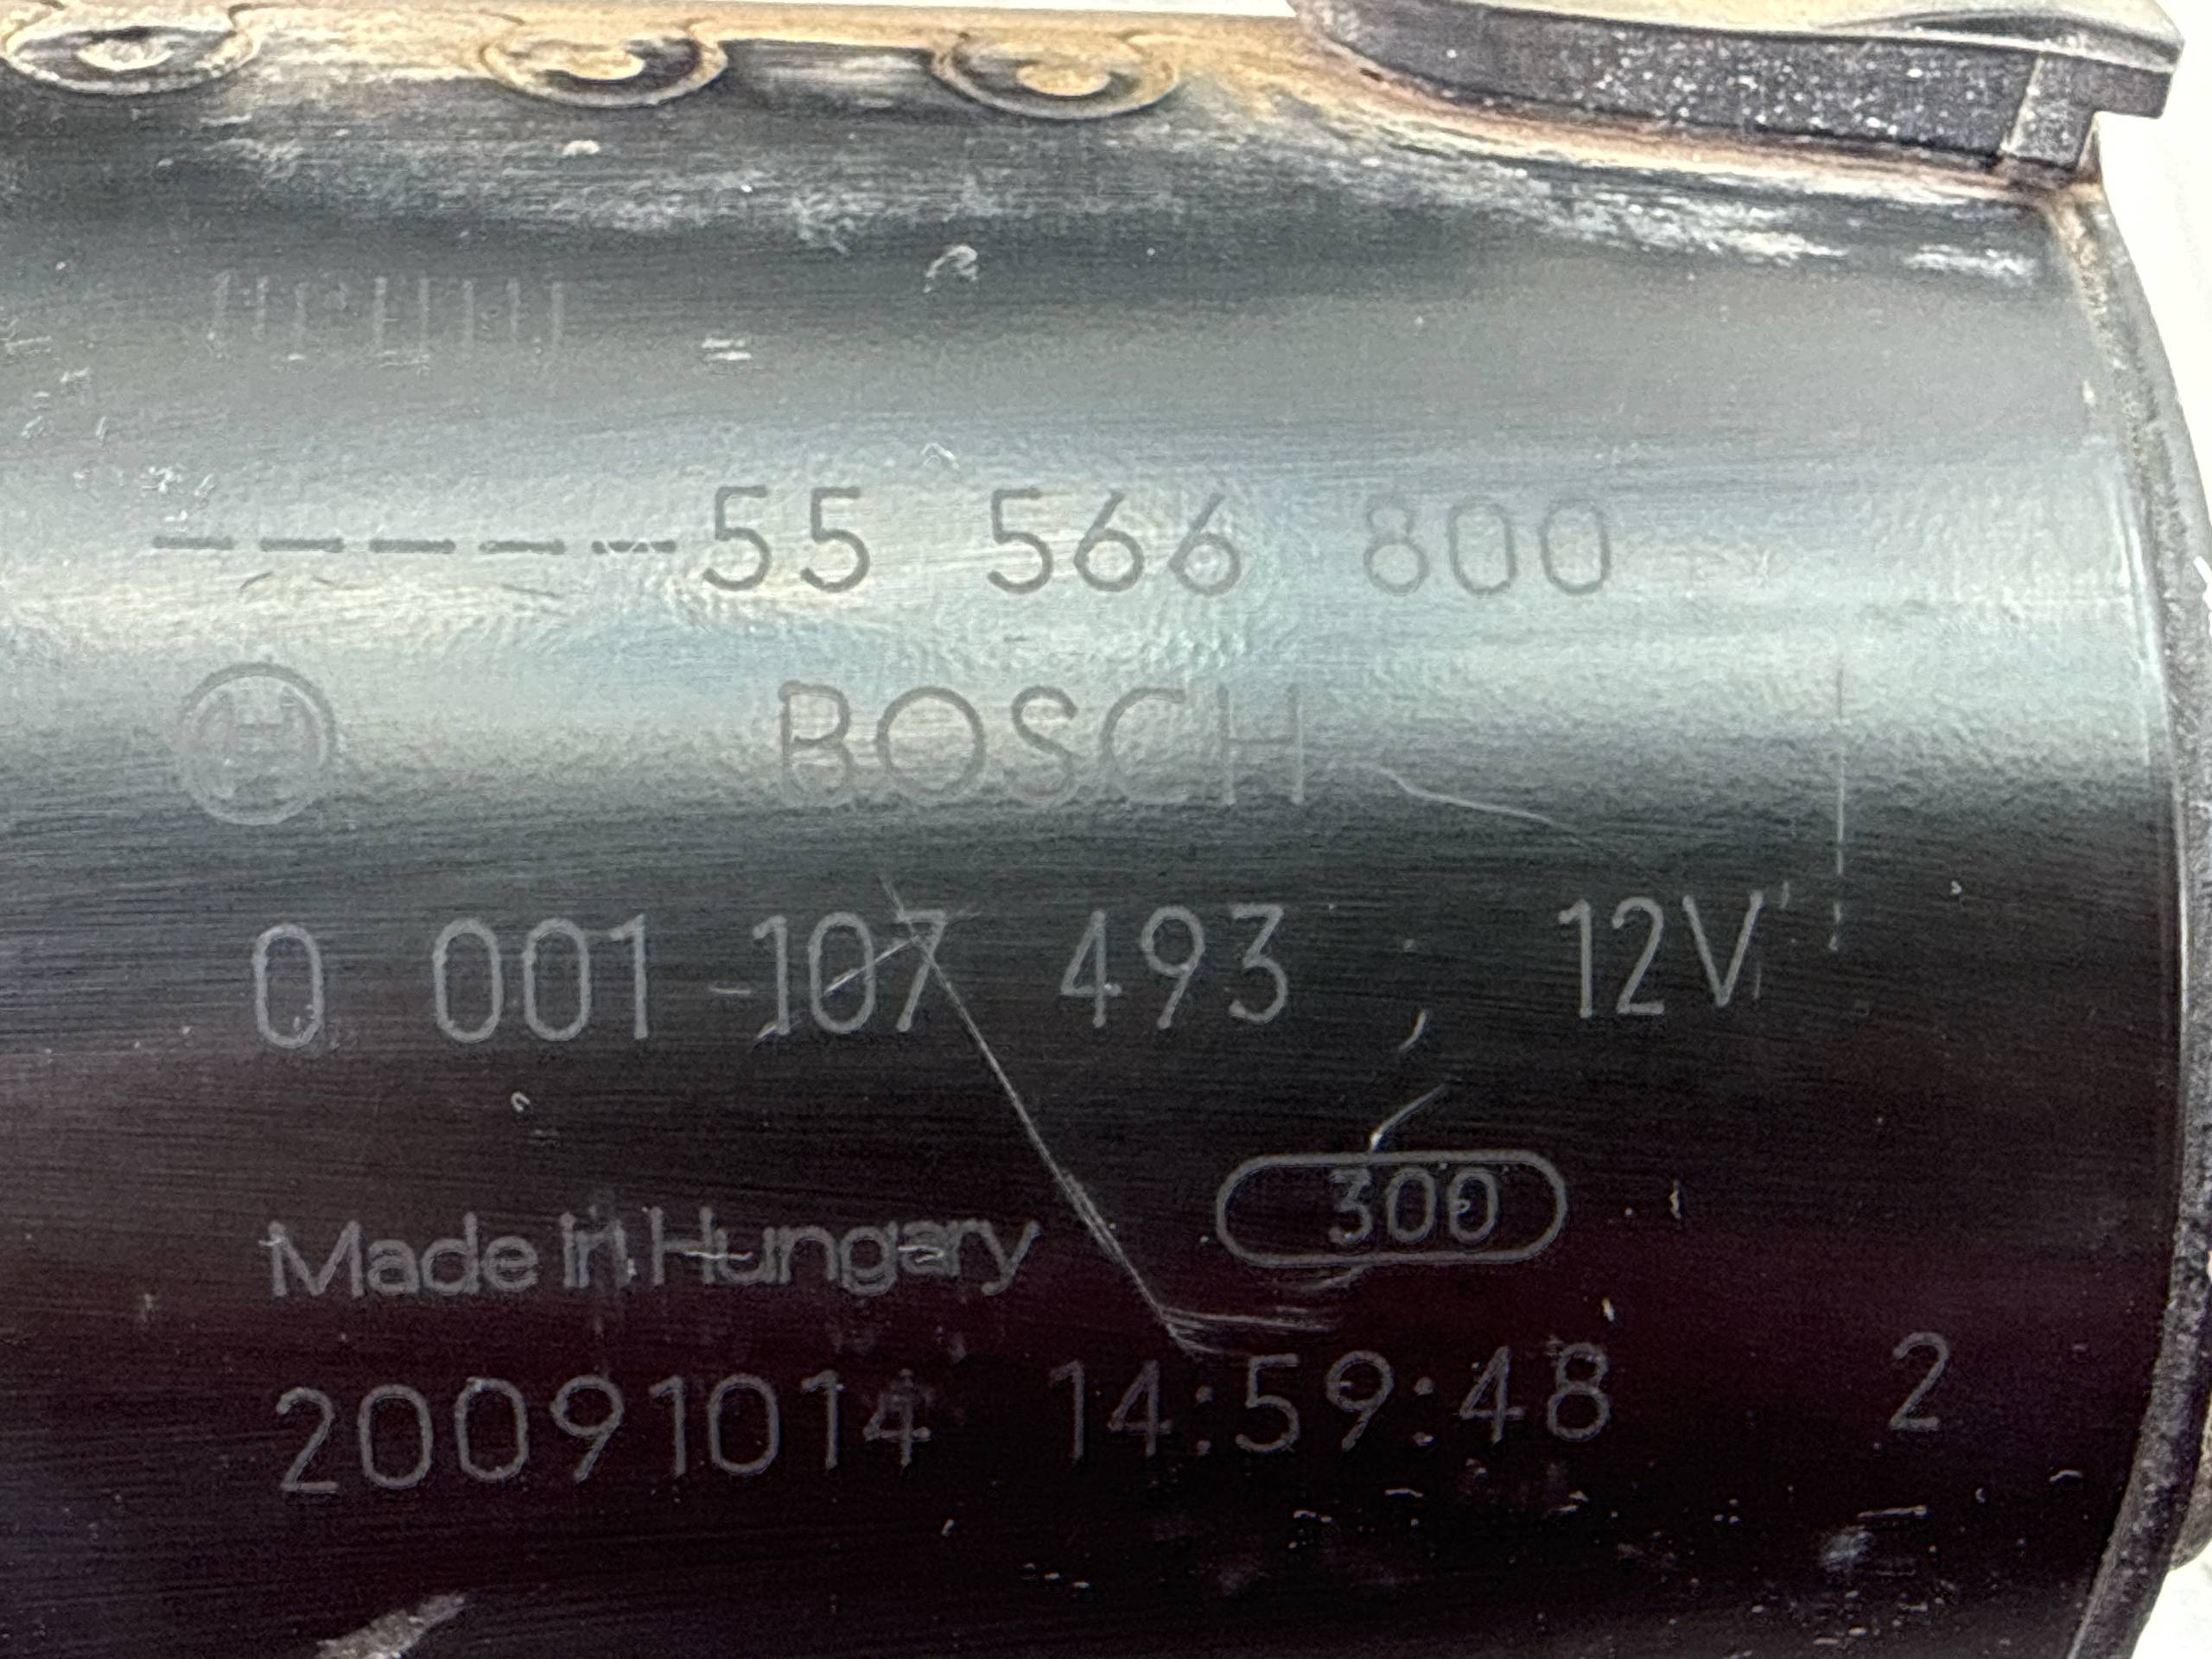 -----55 566 800
BOSCH
0 001 107 493 12V
300
Made in Hungary
20091014 14:59:48 2